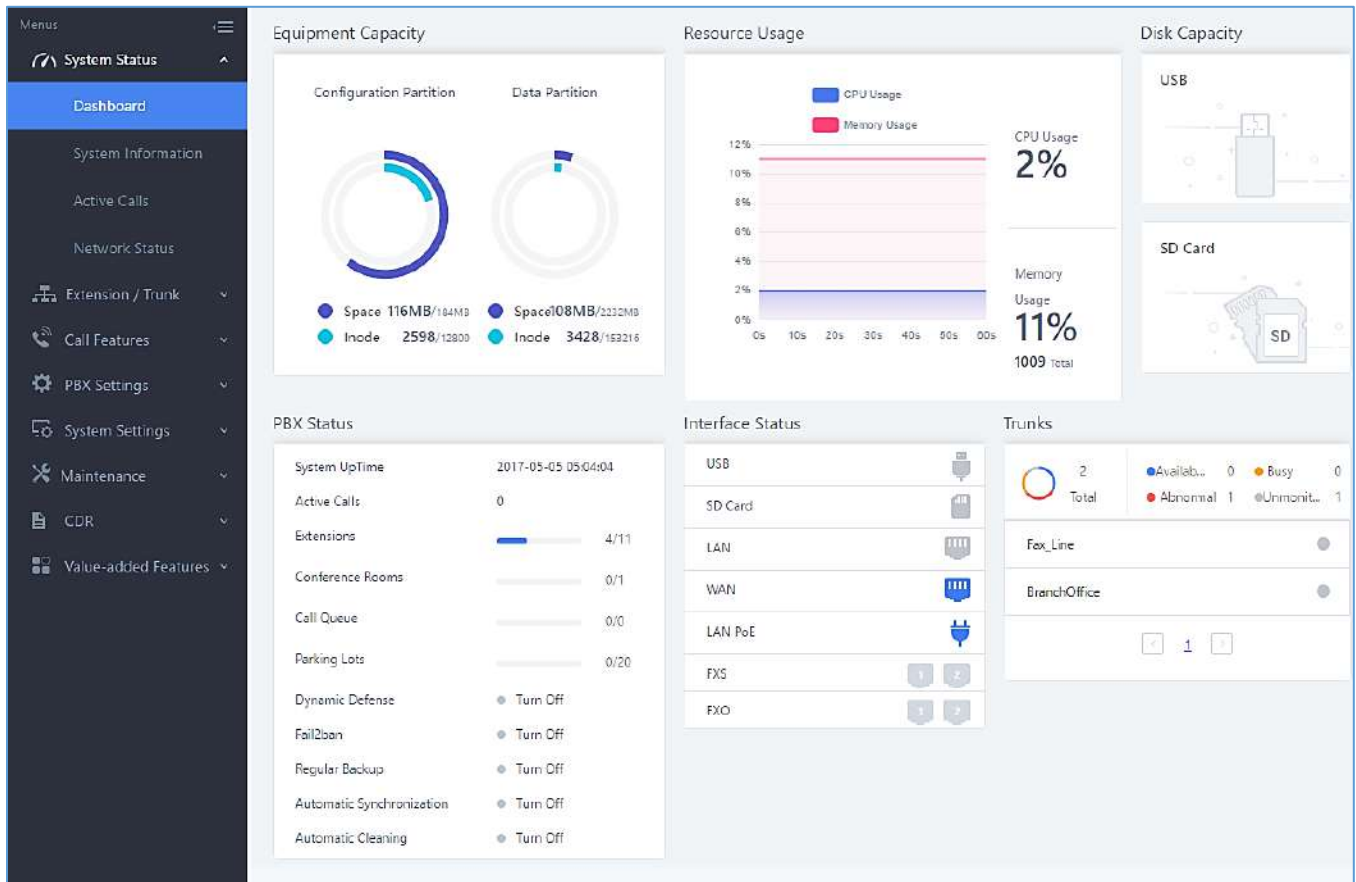 Menus
System Status
Dashboard
System Information
Active Calls
Network Status
Extension / Trunk
Call Features
PBX Settings
System Settings
Maintenance
CDR
Value-added Features
Equipment Capacity
Configuration Partition Data Partition
Space 116MB/184MB Space108MB/2232MB
Inode 2598/12800 Inode 3428/153216
Resource Usage
CPU Usage
Memory Usage
12%
10%
8%
6%
4%
2%
0%
0s 10s 20s 30s 40s 50s 60s
CPU Usage
2%
Memory
Usage
11%
1009 Total
Disk Capacity
USB
SD Card
SD
PBX Status
System UpTime 2017-05-05 05:04:04
Active Calls 0
Extensions 4/11
Conference Rooms 0/1
Call Queue 0/0
Parking Lots 0/20
Dynamic Defense Turn Off
Fail2ban Turn Off
Regular Backup Turn Off
Automatic Synchronization Turn Off
Automatic Cleaning Turn Off
Interface Status
USB
SD Card
LAN
WAN
LAN PoE
FXS 1 2
FXO 1 2
Trunks
2 Availab... 0 Busy 0
Total Abnormal 1 Unmonit... 1
Fax_Line
BranchOffice
< 1 >